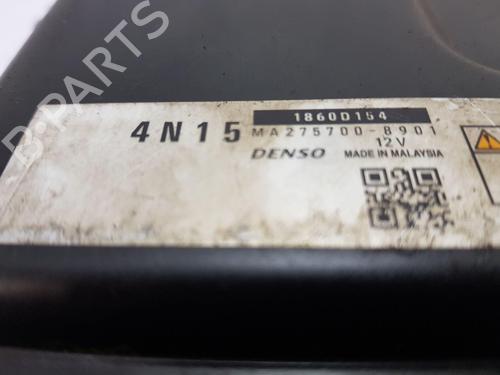 1860D154
4N15 MA275700-8901
12V
DENSO MADE IN MALAYSIA
B-PARTS